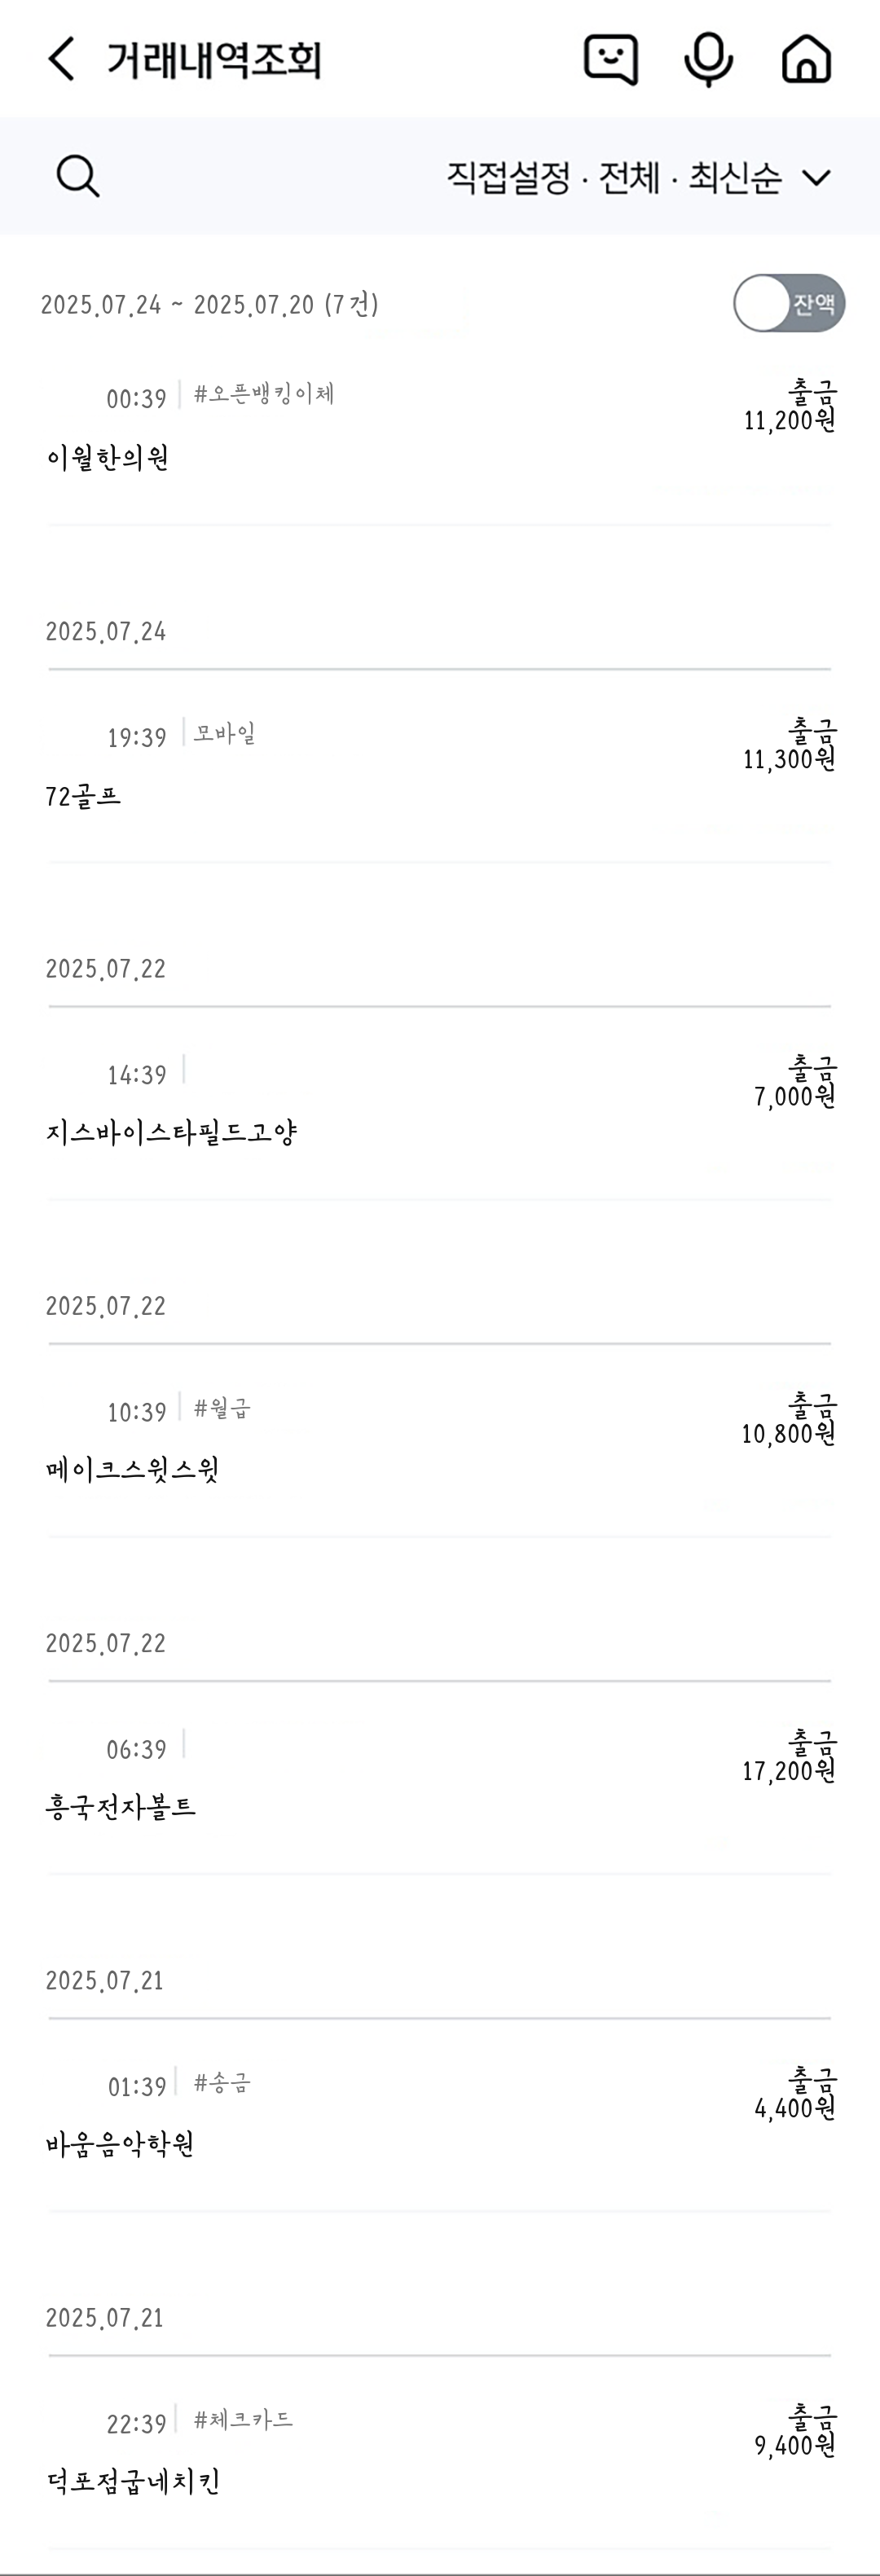 거래내역조회
직접설정 · 전체 · 최신순
2025.07.24 ~ 2025.07.20 (7건)
잔액
00:39 #오픈뱅킹이체
출금
11,200원
이월한의원
2025.07.24
19:39 모바일
출금
11,300원
72골프
2025.07.22
14:39
출금
7,000원
지스바이스타필드고양
2025.07.22
10:39 #월급
출금
10,800원
메이크스윗스윗
2025.07.22
06:39
출금
17,200원
흥국전자볼트
2025.07.21
01:39 #송금
출금
4,400원
바움음악학원
2025.07.21
22:39 #체크카드
출금
9,400원
덕포점굽네치킨